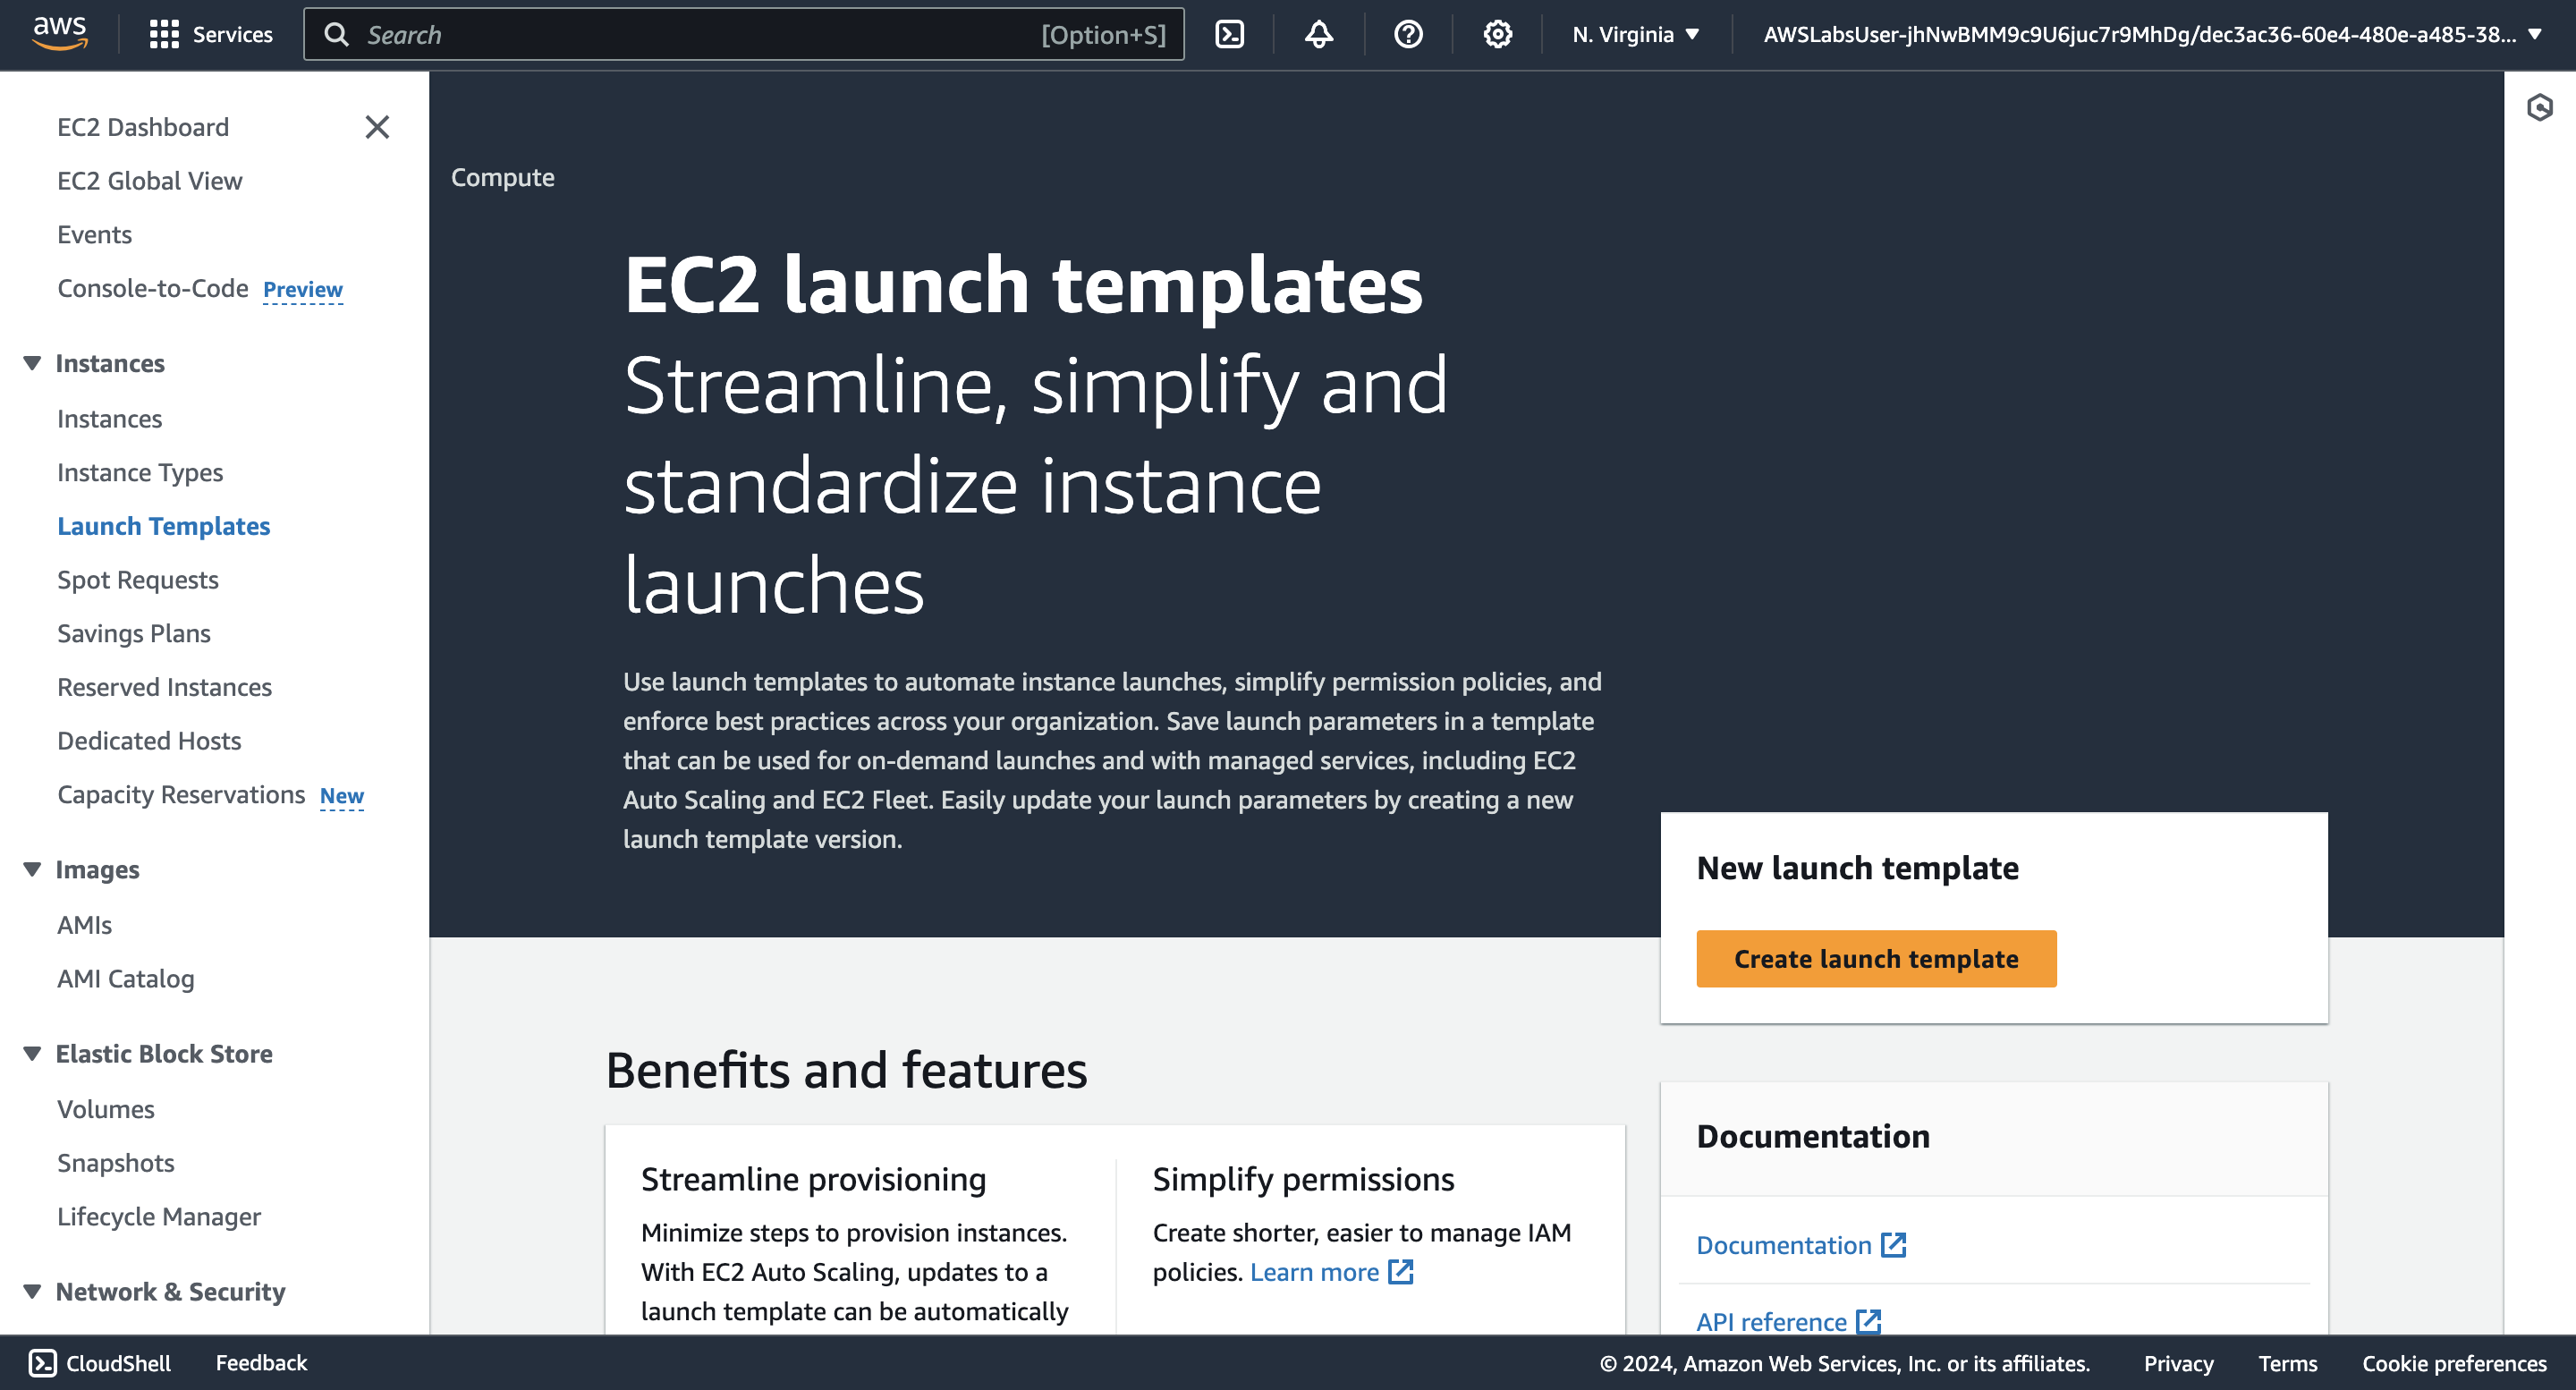 aws
Services
Search
[Option+S]
N. Virginia
AWSLabsUser-jhNwBMM9c9U6juc7r9MhDg/dec3ac36-60e4-480e-a485-38...
EC2 Dashboard
EC2 Global View
Events
Console-to-Code Preview
Instances
Instances
Instance Types
Launch Templates
Spot Requests
Savings Plans
Reserved Instances
Dedicated Hosts
Capacity Reservations New
Images
AMIs
AMI Catalog
Elastic Block Store
Volumes
Snapshots
Lifecycle Manager
Network & Security
Compute
EC2 launch templates
Streamline, simplify and
standardize instance
launches
Use launch templates to automate instance launches, simplify permission policies, and
enforce best practices across your organization. Save launch parameters in a template
that can be used for on-demand launches and with managed services, including EC2
Auto Scaling and EC2 Fleet. Easily update your launch parameters by creating a new
launch template version.
New launch template
Create launch template
Benefits and features
Streamline provisioning
Minimize steps to provision instances.
With EC2 Auto Scaling, updates to a
launch template can be automatically
Simplify permissions
Create shorter, easier to manage IAM
policies. Learn more
Documentation
Documentation
API reference
CloudShell
Feedback
© 2024, Amazon Web Services, Inc. or its affiliates.
Privacy
Terms
Cookie preferences